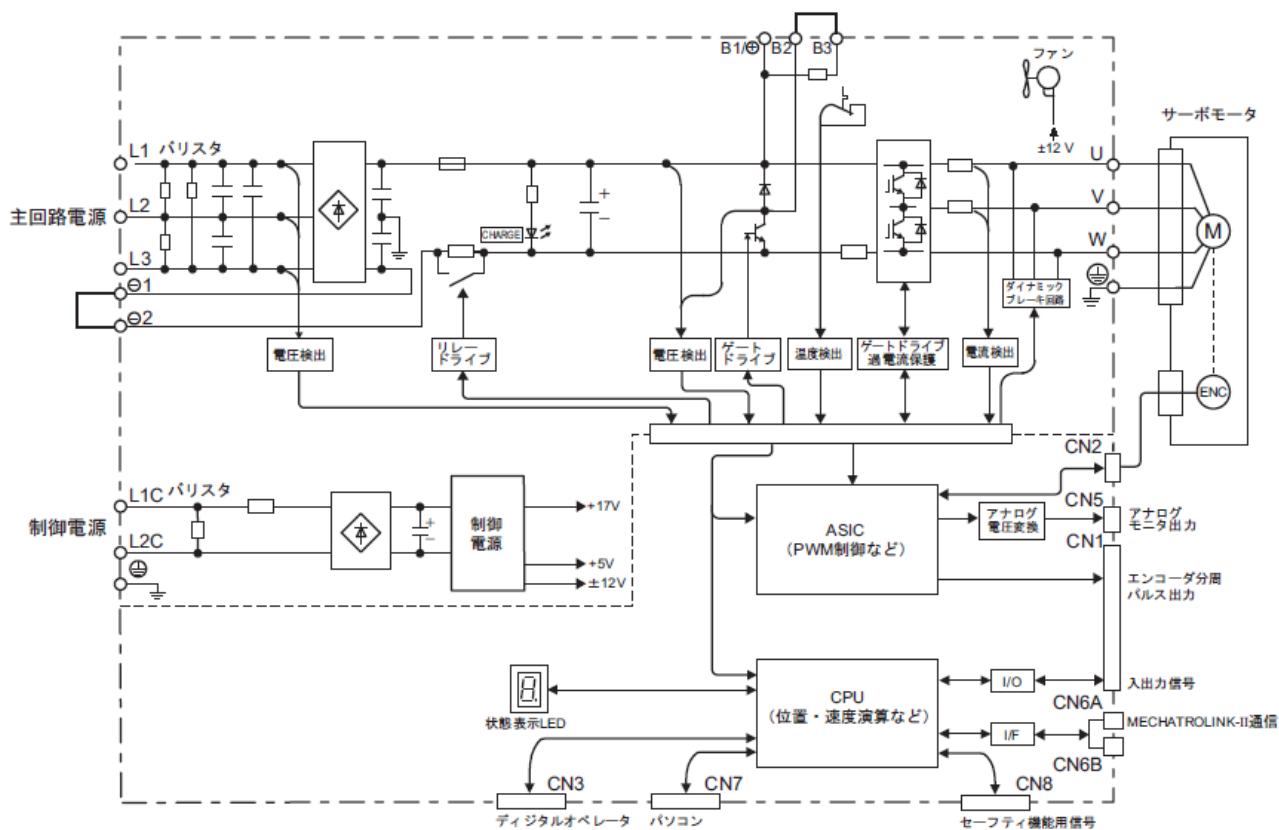 B1/⊕
B2
B3
ファン
±12 V
サーボモータ
主回路電源
L1
バリスタ
L2
L3
⊖1
⊖2
CHARGE
U
V
W
M
ENC
ダイナミック
ブレーキ回路
電圧検出
リレー
ドライブ
電圧検出
ゲート
ドライブ
温度検出
ゲートドライブ
過電流保護
電流検出
制御電源
L1C
バリスタ
L2C
制御
電源
+17V
+5V
±12V
ASIC
(PWM制御など)
アナログ
電圧変換
CN2
CN5
アナログ
モニタ出力
CN1
エンコーダ分周
パルス出力
CPU
(位置・速度演算など)
I/O
入出力信号
I/F
CN6A
MECHATROLINK-II通信
CN6B
8.
状態表示LED
CN3
ディジタルオペレータ
CN7
パソコン
CN8
セーフティ機能用信号